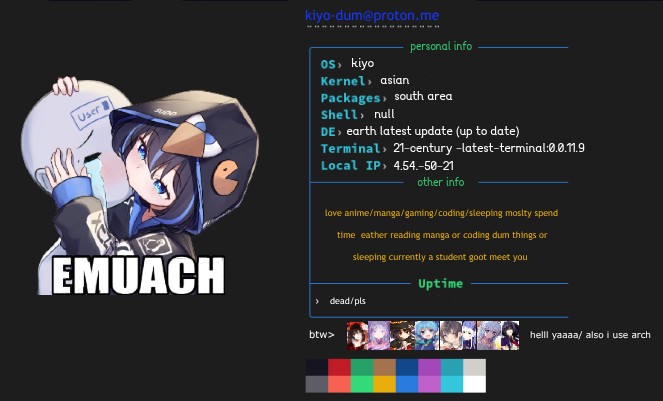 kiyo-dum@proton.me
personal info
OS› kiyo
Kernel› asian
Packages› south area
Shell› null
DE› earth latest update (up to date)
Terminal› 21-century -latest-terminal:0.0.11.9
Local IP› 4.54.-50-21
other info
love anime/manga/gaming/coding/sleeping moslty spend
time eather reading manga or coding dum things or
sleeping currently a student goot meet you
Uptime
› dead/pls
btw> helll yaaaa/ also i use arch
User
EMUACH